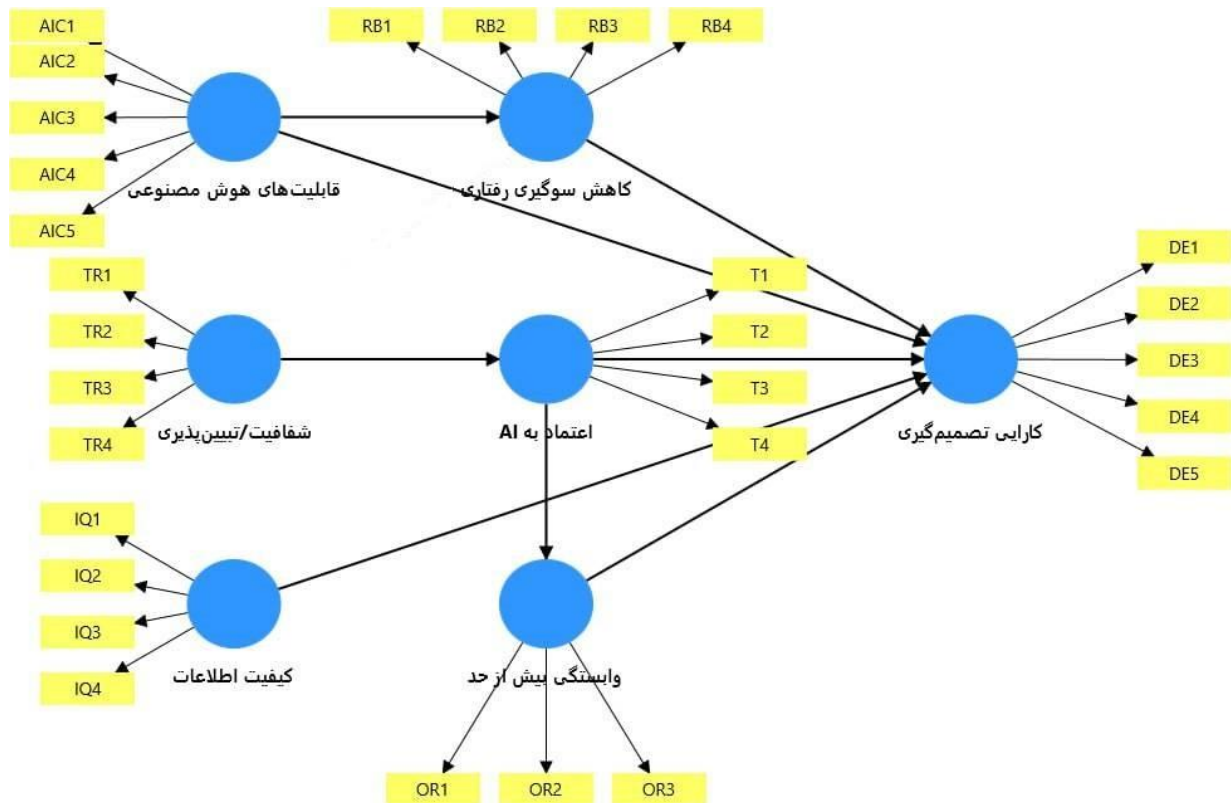 AIC1
AIC2
AIC3
AIC4
AIC5
RB1
RB2
RB3
RB4
قابلیت‌های هوش مصنوعی
کاهش سوگیری رفتاری
TR1
TR2
TR3
TR4
T1
T2
T3
T4
DE1
DE2
DE3
DE4
DE5
شفافیت/تبیین‌پذیری
اعتماد به AI
کارایی تصمیم‌گیری
IQ1
IQ2
IQ3
IQ4
کیفیت اطلاعات
وابستگی بیش از حد
OR1
OR2
OR3